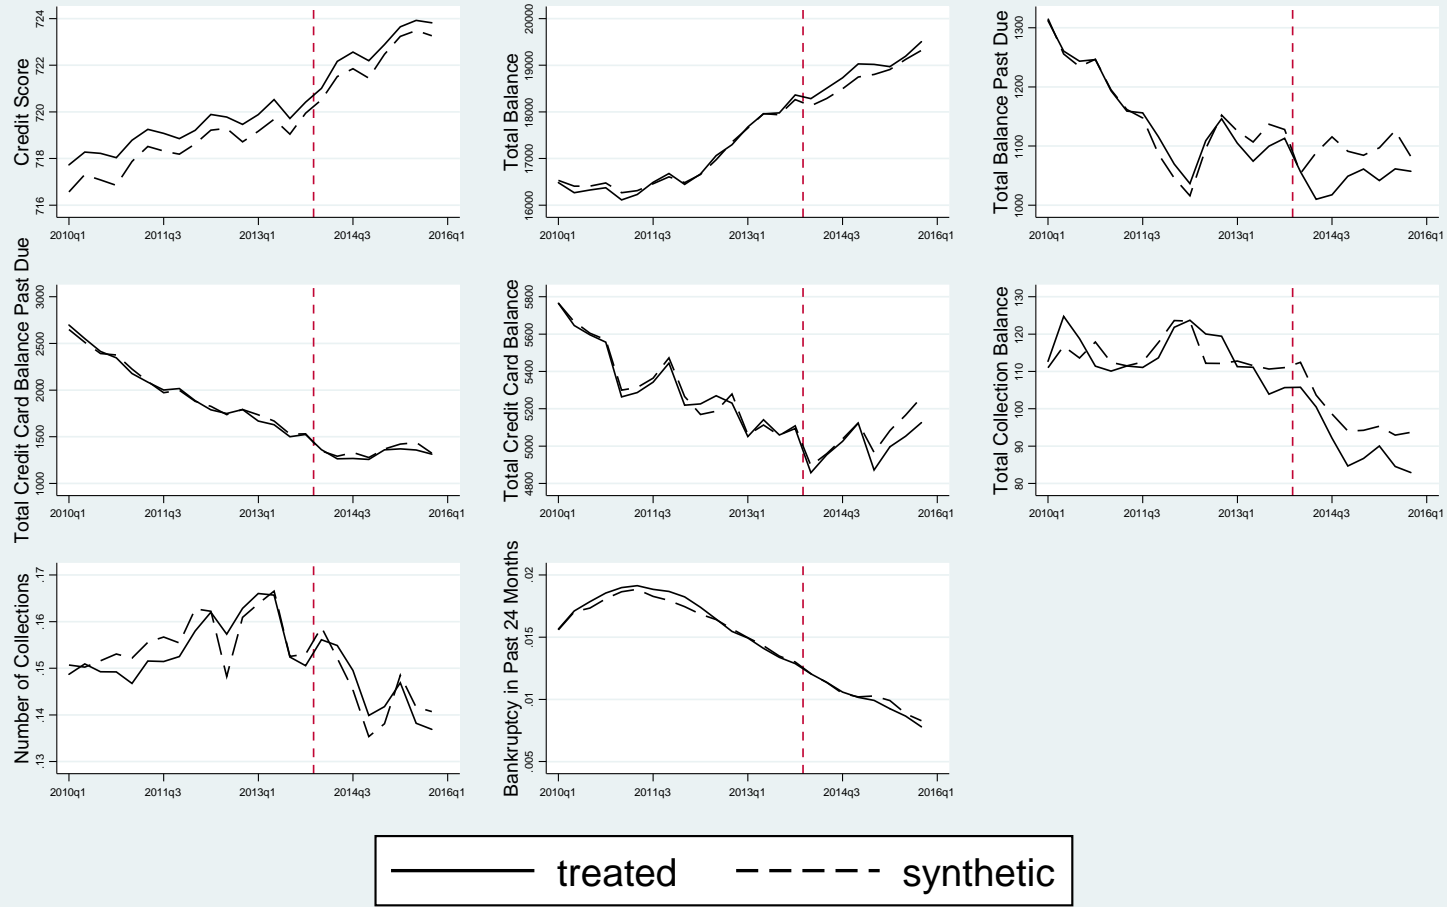 Credit Score
724
722
720
718
716
2010q1 2011q3 2013q1 2014q3 2016q1
Total Balance
20000
19000
18000
17000
16000
2010q1 2011q3 2013q1 2014q3 2016q1
Total Balance Past Due
1300
1200
1100
1000
2010q1 2011q3 2013q1 2014q3 2016q1
Total Credit Card Balance Past Due
3000
2500
2000
1500
1000
2010q1 2011q3 2013q1 2014q3 2016q1
Total Credit Card Balance
5800
5600
5400
5200
5000
4800
2010q1 2011q3 2013q1 2014q3 2016q1
Total Collection Balance
130
120
110
100
90
80
2010q1 2011q3 2013q1 2014q3 2016q1
Number of Collections
.17
.16
.15
.14
.13
2010q1 2011q3 2013q1 2014q3 2016q1
Bankruptcy in Past 24 Months
.02
.015
.01
.005
2010q1 2011q3 2013q1 2014q3 2016q1
treated synthetic